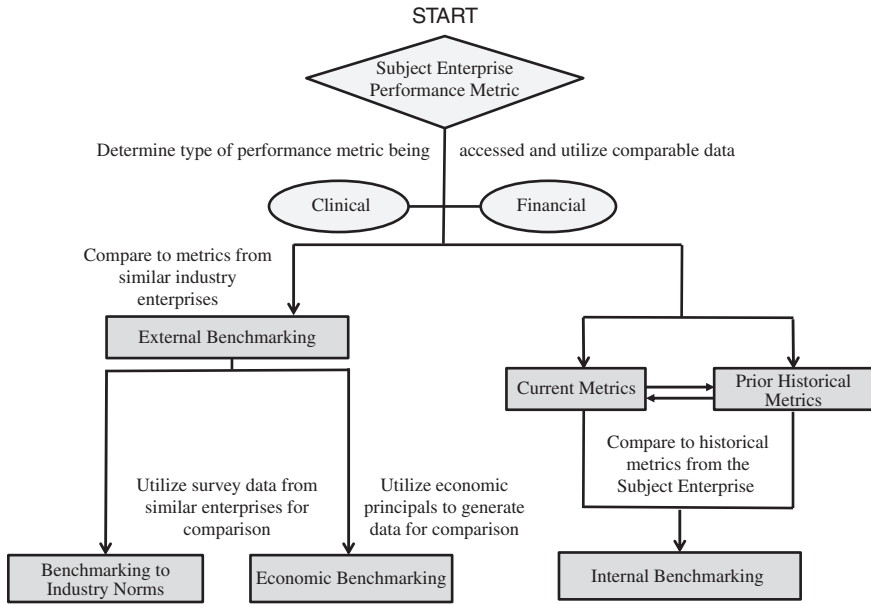 START
Subject Enterprise
Performance Metric
Determine type of performance metric being accessed and utilize comparable data
Clinical
Financial
Compare to metrics from
similar industry
enterprises
External Benchmarking
Current Metrics
Prior Historical
Metrics
Compare to historical
metrics from the
Subject Enterprise
Utilize survey data from
similar enterprises for
comparison
Utilize economic
principals to generate
data for comparison
Benchmarking to
Industry Norms
Economic Benchmarking
Internal Benchmarking